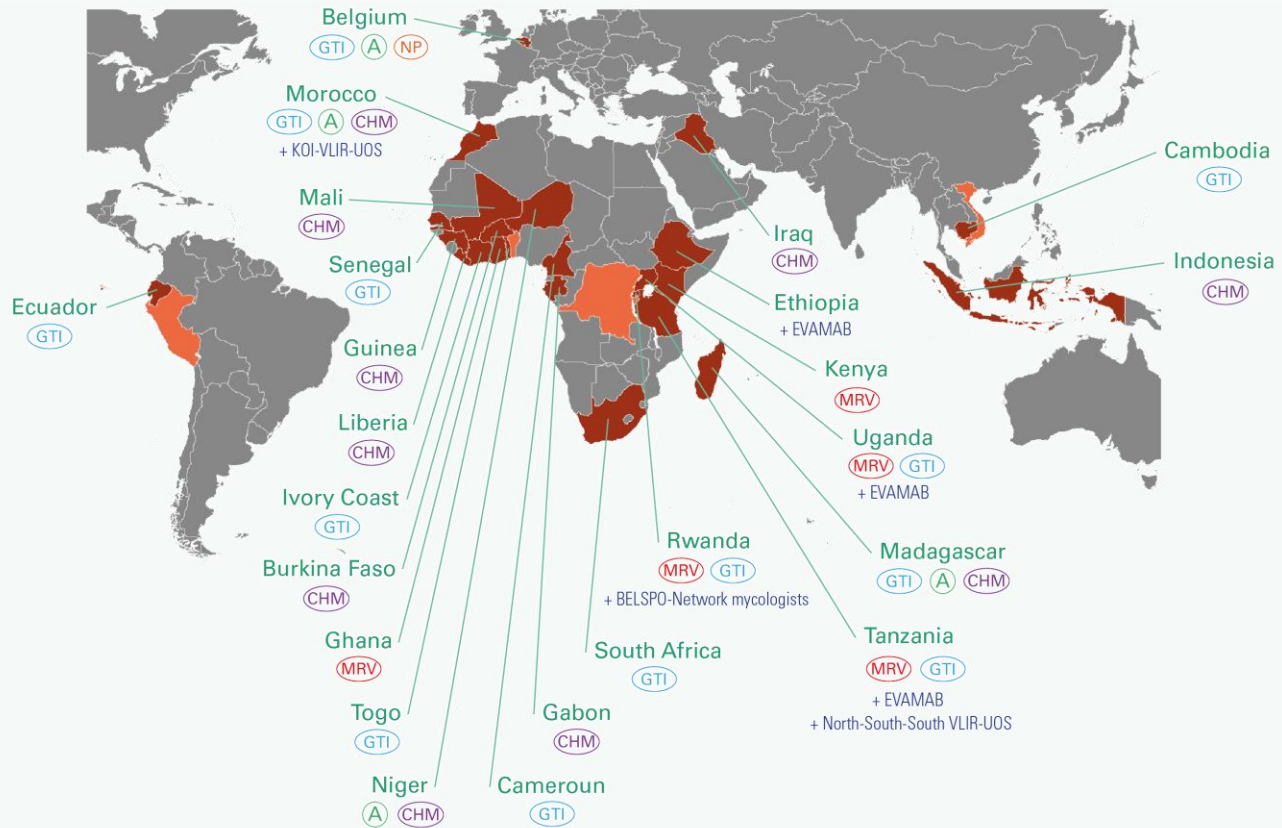 Belgium
GTI A NP
Morocco
GTI A CHM
+ KOI-VLIR-UOS
Mali
CHM
Senegal
GTI
Ecuador
GTI
Guinea
CHM
Liberia
CHM
Ivory Coast
GTI
Burkina Faso
CHM
Ghana
MRV
Togo
GTI
Niger
A CHM
Cameroun
GTI
Gabon
CHM
South Africa
GTI
Rwanda
MRV GTI
+ BELSPO-Network mycologists
Tanzania
MRV GTI
+ EVAMAB
+ North-South-South VLIR-UOS
Madagascar
GTI A CHM
Uganda
MRV GTI
+ EVAMAB
Kenya
MRV
Ethiopia
+ EVAMAB
Iraq
CHM
Cambodia
GTI
Indonesia
CHM